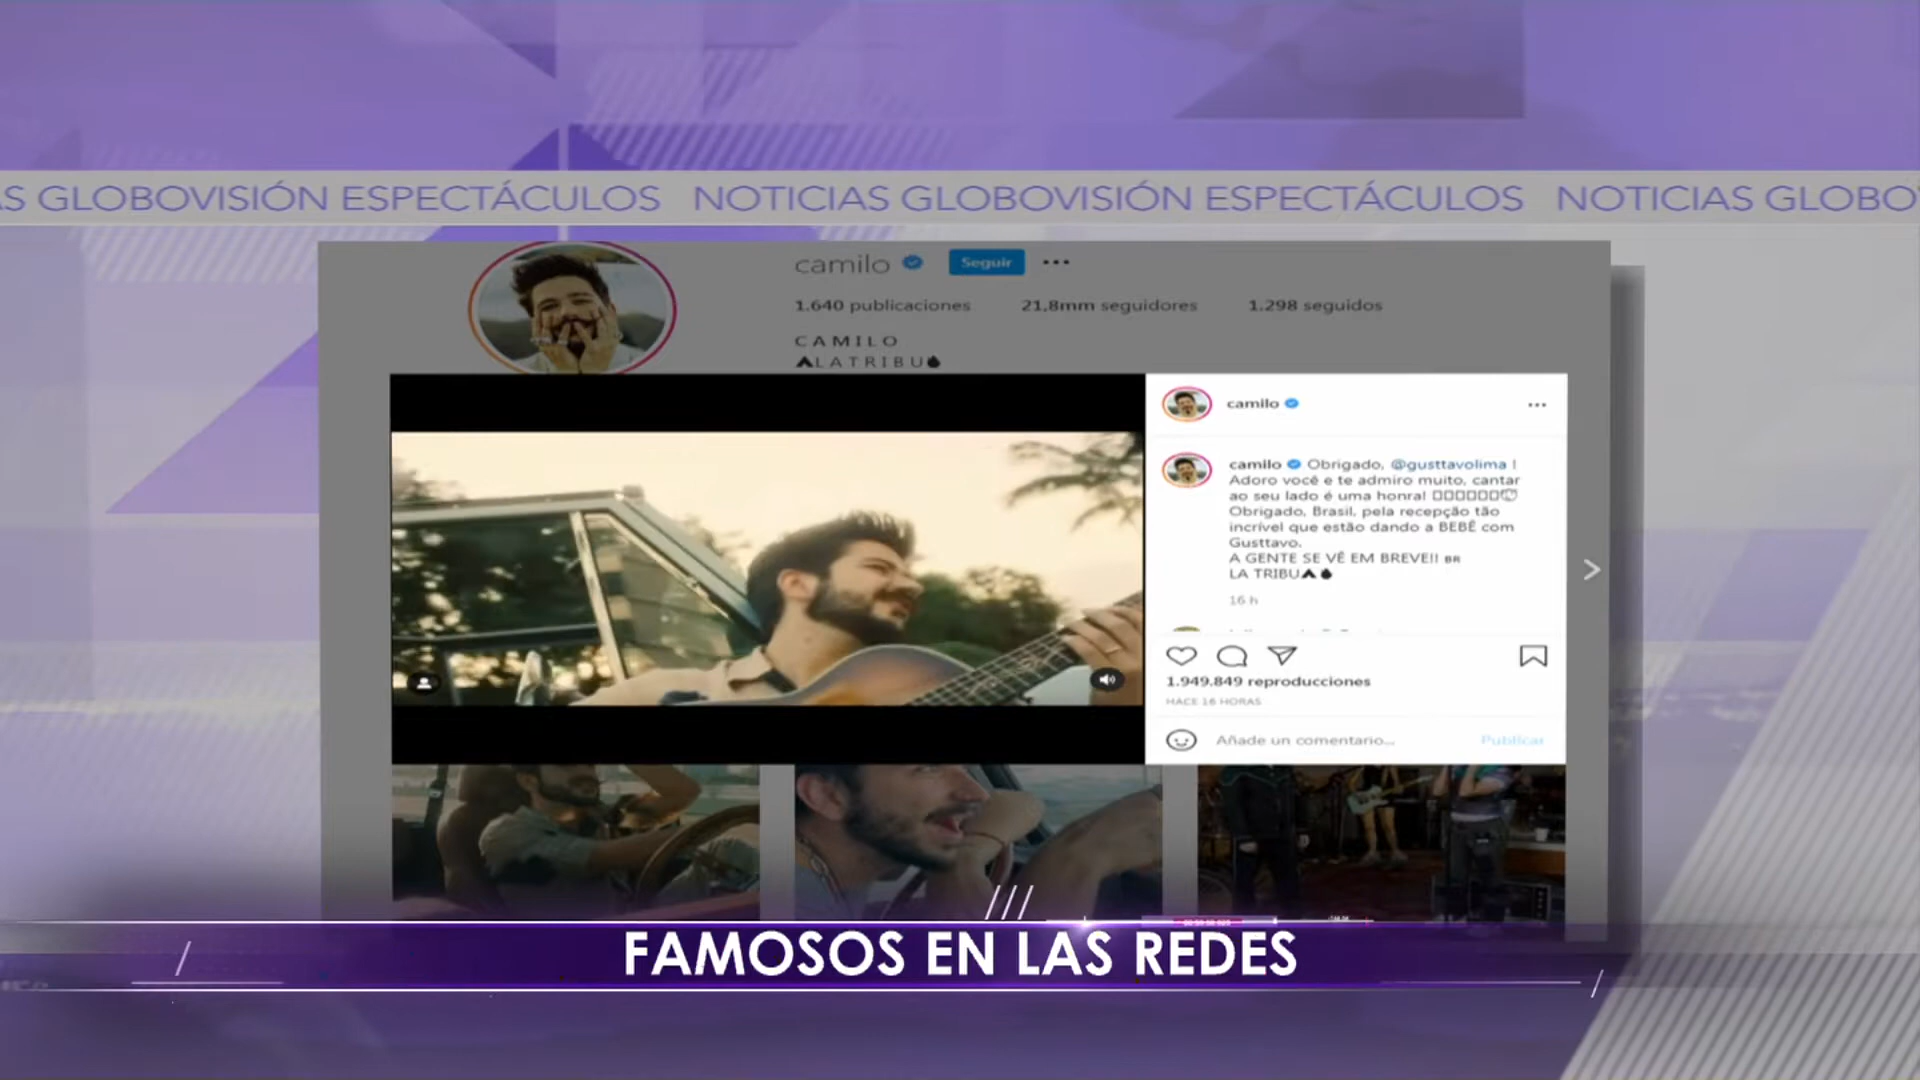 AS GLOBOVISIÓN ESPECTÁCULOS NOTICIAS GLOBOVISIÓN ESPECTÁCULOS NOTICIAS GLOBOV
camilo Seguir
1.640 publicaciones 21,8mm seguidores 1.298 seguidos
CAMILO
LATRIBU
camilo
camilo Obrigado, @gusttavolima !
Adoro você e te admiro muito, cantar
ao seu lado é uma honra!
Obrigado, Brasil, pela recepção tão
incrível que estão dando a BEBÊ com
Gusttavo.
A GENTE SE VÊ EM BREVE!! BR
LA TRIBU
16 h
1.949.849 reproducciones
HACE 16 HORAS
Añade un comentario... Publicar
FAMOSOS EN LAS REDES